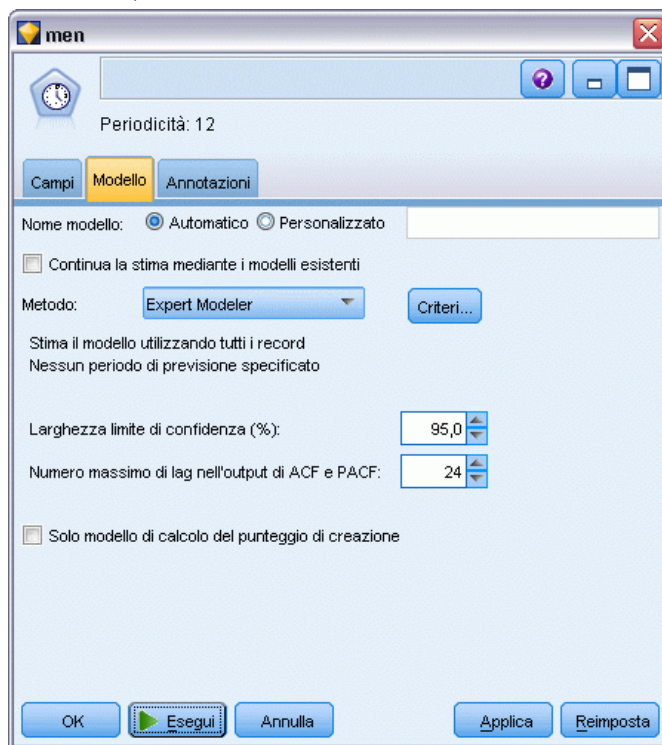 men
Periodicità: 12
Campi Modello Annotazioni
Nome modello: Automatico Personalizzato
Continua la stima mediante i modelli esistenti
Metodo: Expert Modeler Criteri...
Stima il modello utilizzando tutti i record
Nessun periodo di previsione specificato
Larghezza limite di confidenza (%): 95,0
Numero massimo di lag nell'output di ACF e PACF: 24
Solo modello di calcolo del punteggio di creazione
OK Esegui Annulla Applica Reimposta